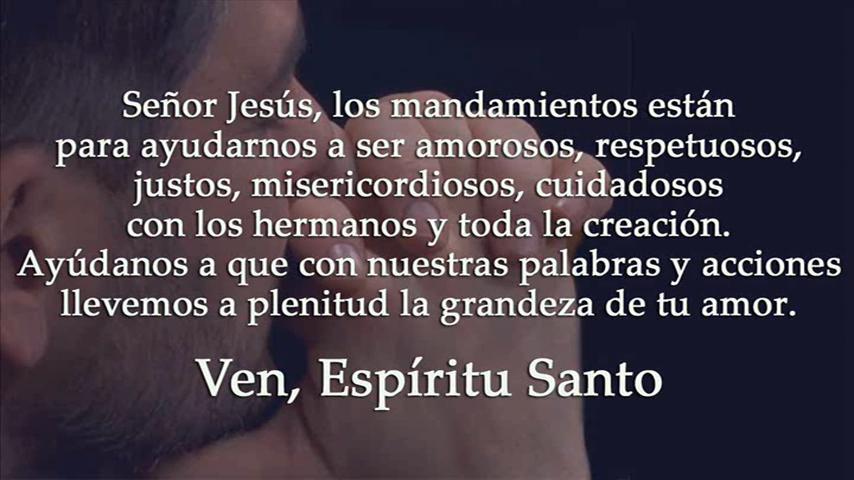 Señor Jesús, los mandamientos están
para ayudarnos a ser amorosos, respetuosos,
justos, misericordiosos, cuidadosos
con los hermanos y toda la creación.
Ayúdanos a que con nuestras palabras y acciones
llevemos a plenitud la grandeza de tu amor.
Ven, Espíritu Santo